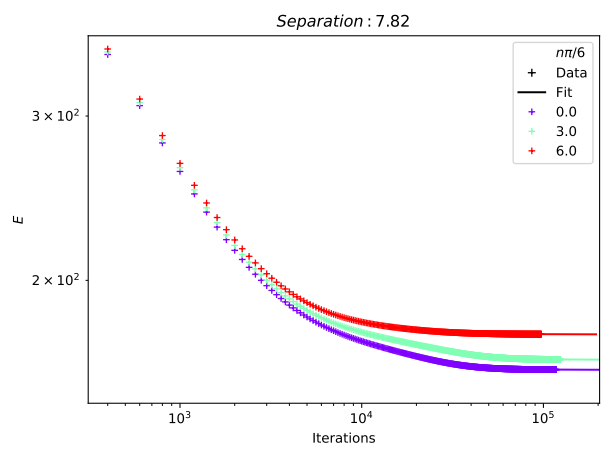 Separation: 7.82
E
3 × 10²
2 × 10²
10³
10⁴
10⁵
Iterations
nπ/6
Data
Fit
0.0
3.0
6.0